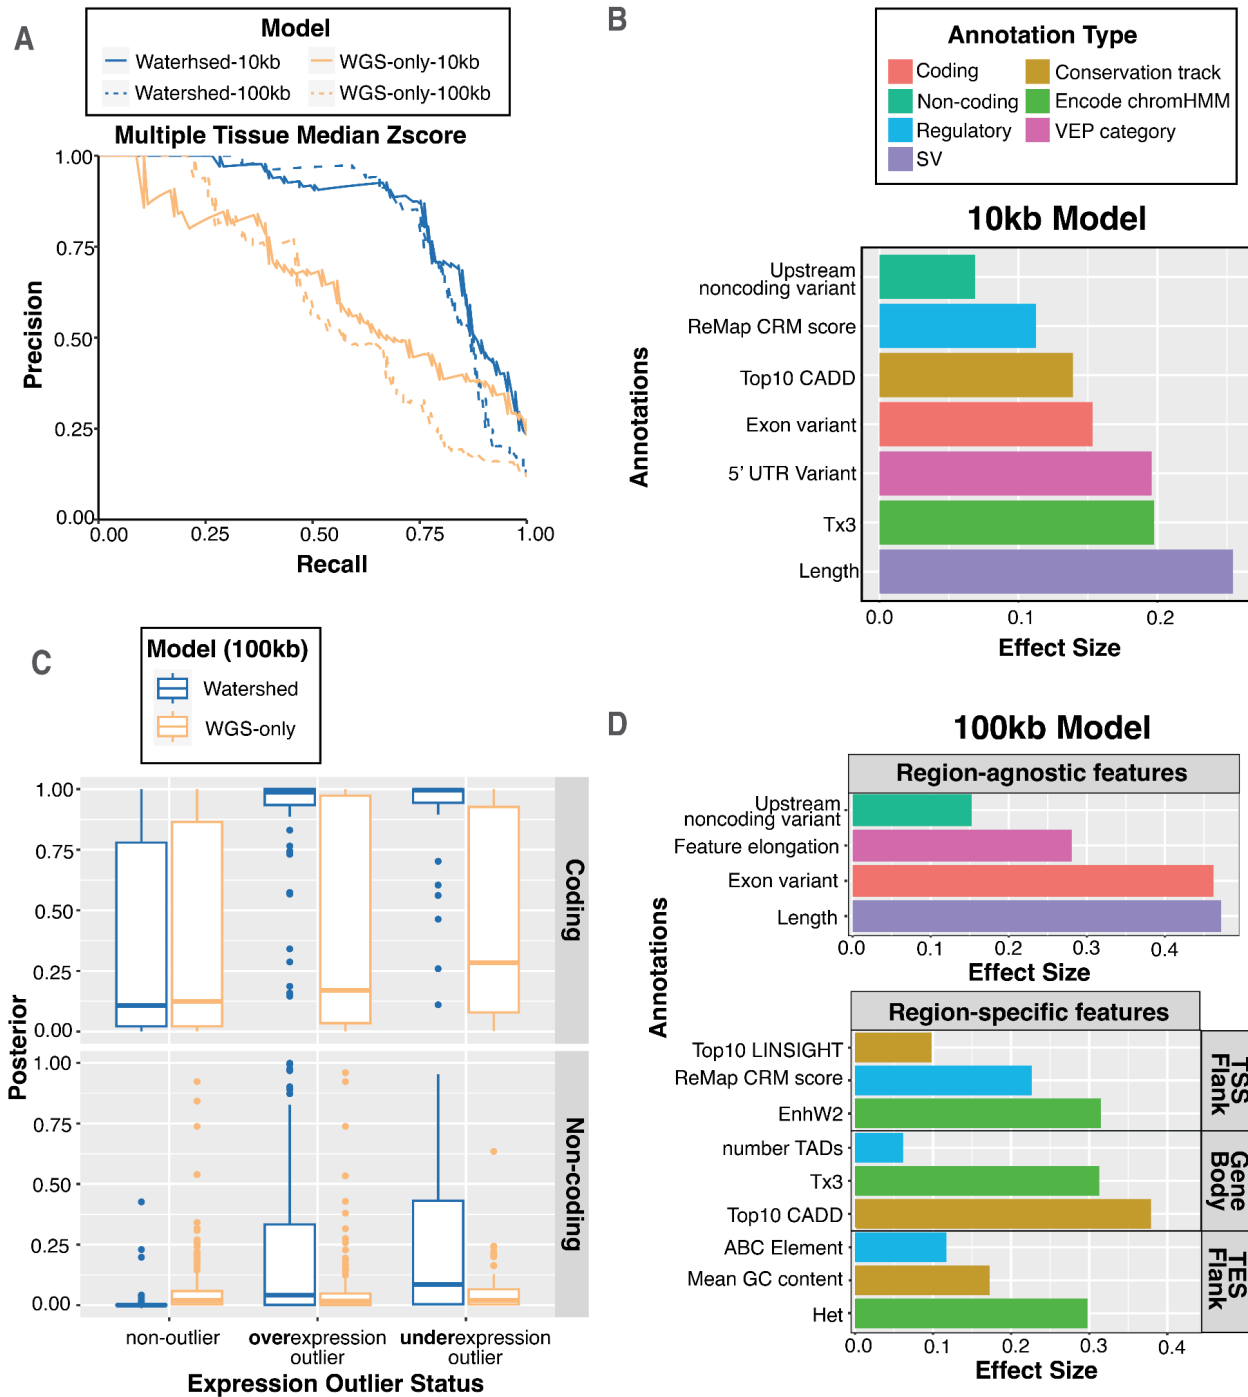 A
Model
Waterhsed-10kb
WGS-only-10kb
Watershed-100kb
WGS-only-100kb
Multiple Tissue Median Zscore
1.00
0.75
0.50
0.25
0.00
Precision
0.00
0.25
0.50
0.75
1.00
Recall
B
Annotation Type
Coding
Conservation track
Non-coding
Encode chromHMM
Regulatory
VEP category
SV
10kb Model
Annotations
Upstream
noncoding variant
ReMap CRM score
Top10 CADD
Exon variant
5' UTR Variant
Tx3
Length
0.0
0.1
0.2
Effect Size
C
Model (100kb)
Watershed
WGS-only
Posterior
1.00
0.75
0.50
0.25
0.00
Coding
1.00
0.75
0.50
0.25
0.00
Non-coding
non-outlier
overexpression
outlier
underexpression
outlier
Expression Outlier Status
D
100kb Model
Region-agnostic features
Annotations
Upstream
noncoding variant
Feature elongation
Exon variant
Length
0.0
0.1
0.2
0.3
0.4
Effect Size
Region-specific features
Top10 LINSIGHT
ReMap CRM score
EnhW2
TSS
Flank
number TADs
Tx3
Top10 CADD
Gene
Body
ABC Element
Mean GC content
Het
TES
Flank
0.0
0.1
0.2
0.3
0.4
Effect Size